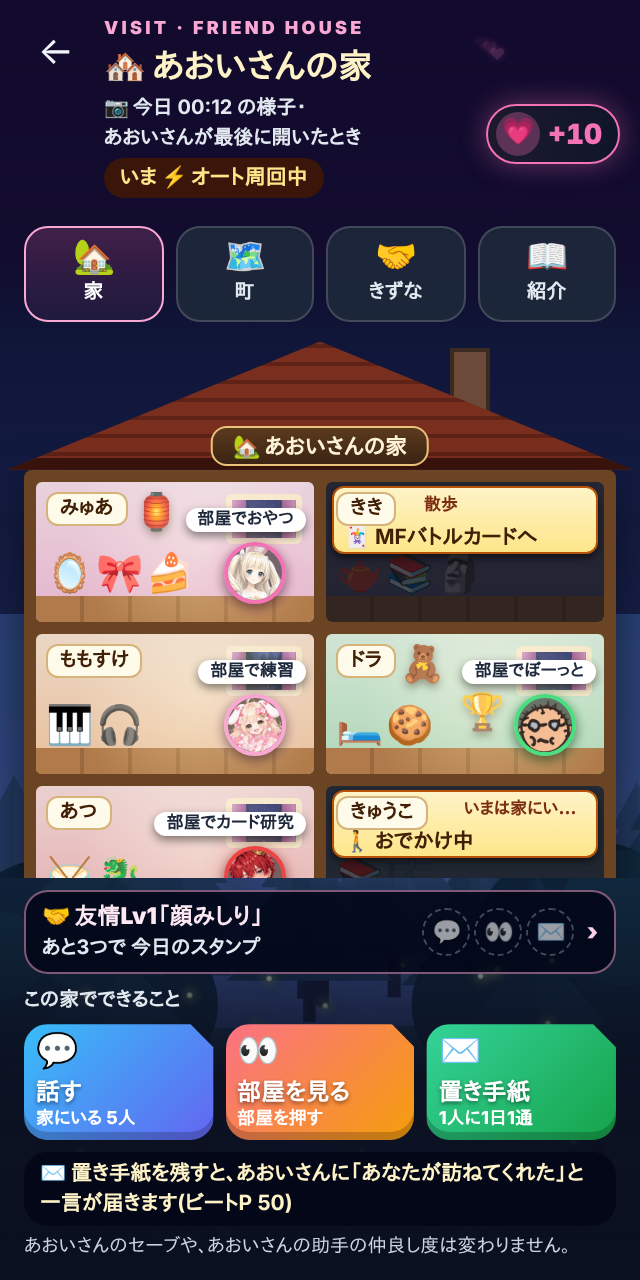 VISIT · FRIEND HOUSE
あおいさんの家
今日 00:12 の様子・
あおいさんが最後に開いたとき
いま ⚡ オート周回中
+10
家
町
きずな
紹介
あおいさんの家
みゅあ
部屋でおやつ
きき
散歩
MFバトルカードへ
ももすけ
部屋で練習
ドラ
部屋でぼーっと
あつ
部屋でカード研究
きゅうこ
いまは家にい…
おでかけ中
友情Lv1「顔みしり」
あと3つで 今日のスタンプ
この家でできること
話す
家にいる 5人
部屋を見る
部屋を押す
置き手紙
1人に1日1通
置き手紙を残すと、あおいさんに「あなたが訪ねてくれた」と
一言が届きます(ビートP 50)
あおいさんのセーブや、あおいさんの助手の仲良し度は変わりません。